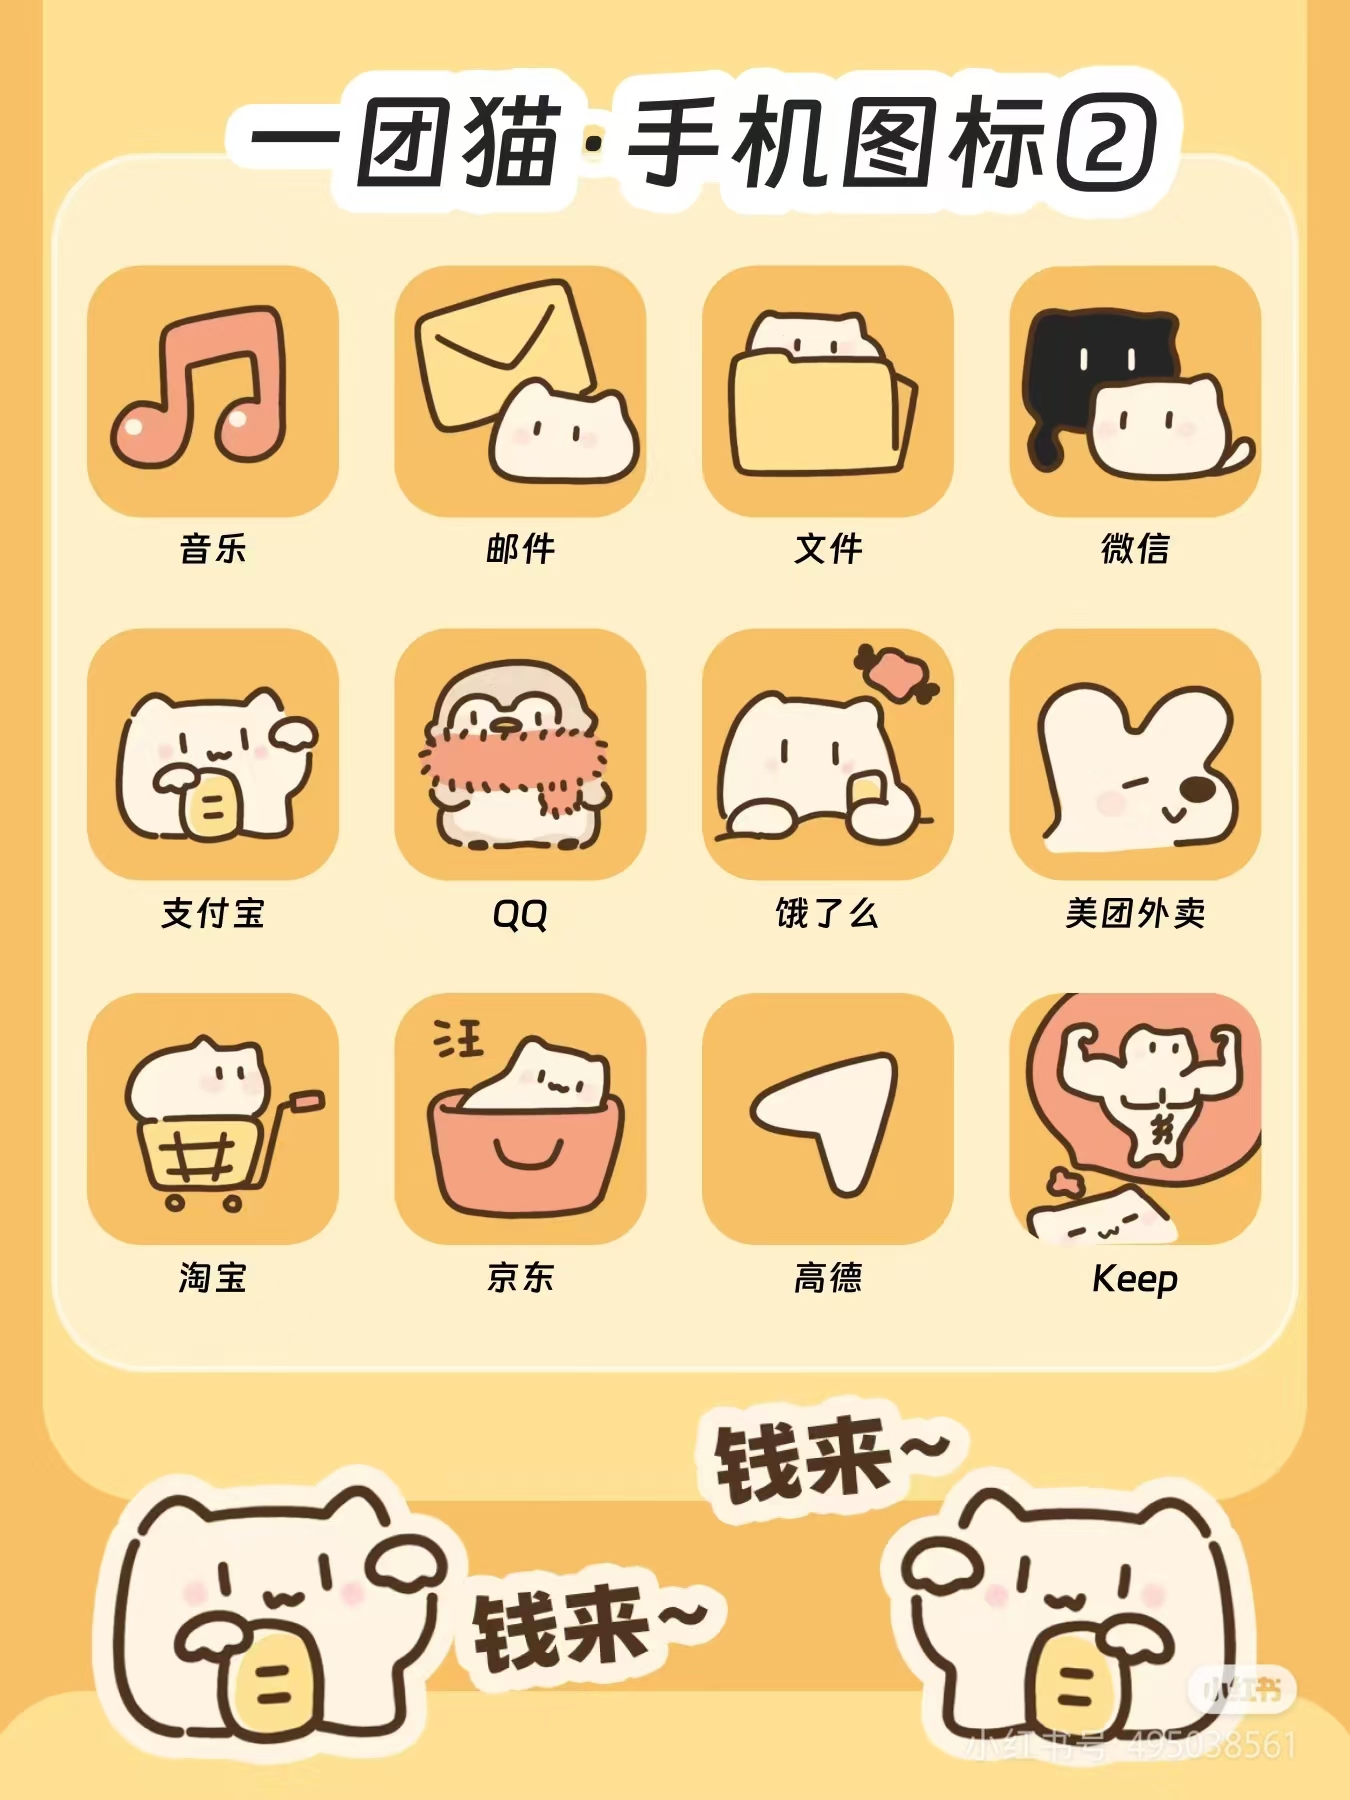 一团猫·手机图标②
音乐
邮件
文件
微信
支付宝
QQ
饿了么
美团外卖
汪
淘宝
京东
高德
Keep
钱来~
钱来~
小红书
小红书号 495038561